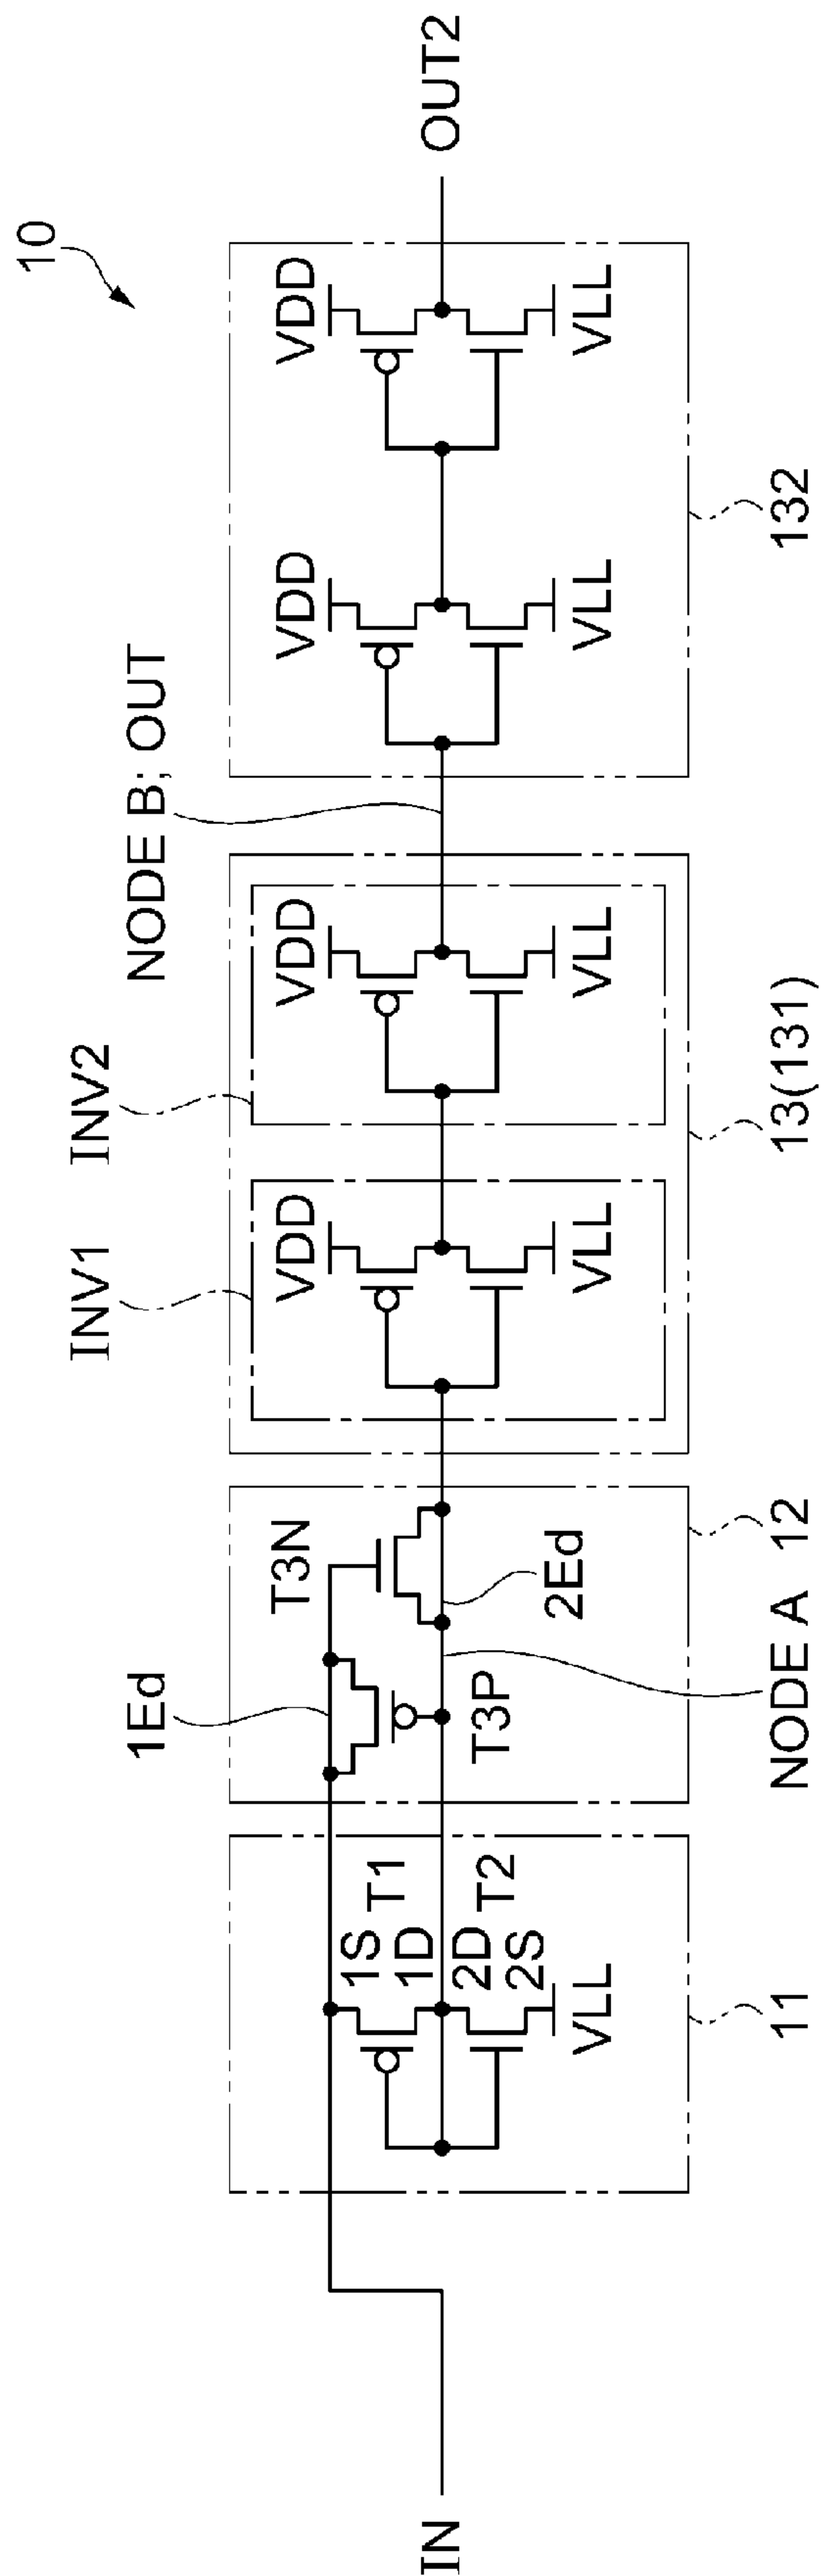 10
IN
11
1S
T1
1D
2D
T2
2S
VLL
1Ed
T3P
T3N
2Ed
NODE A
12
INV1
VDD
VLL
INV2
VDD
VLL
13(131)
NODE B; OUT
VDD
VLL
VDD
VLL
132
OUT2